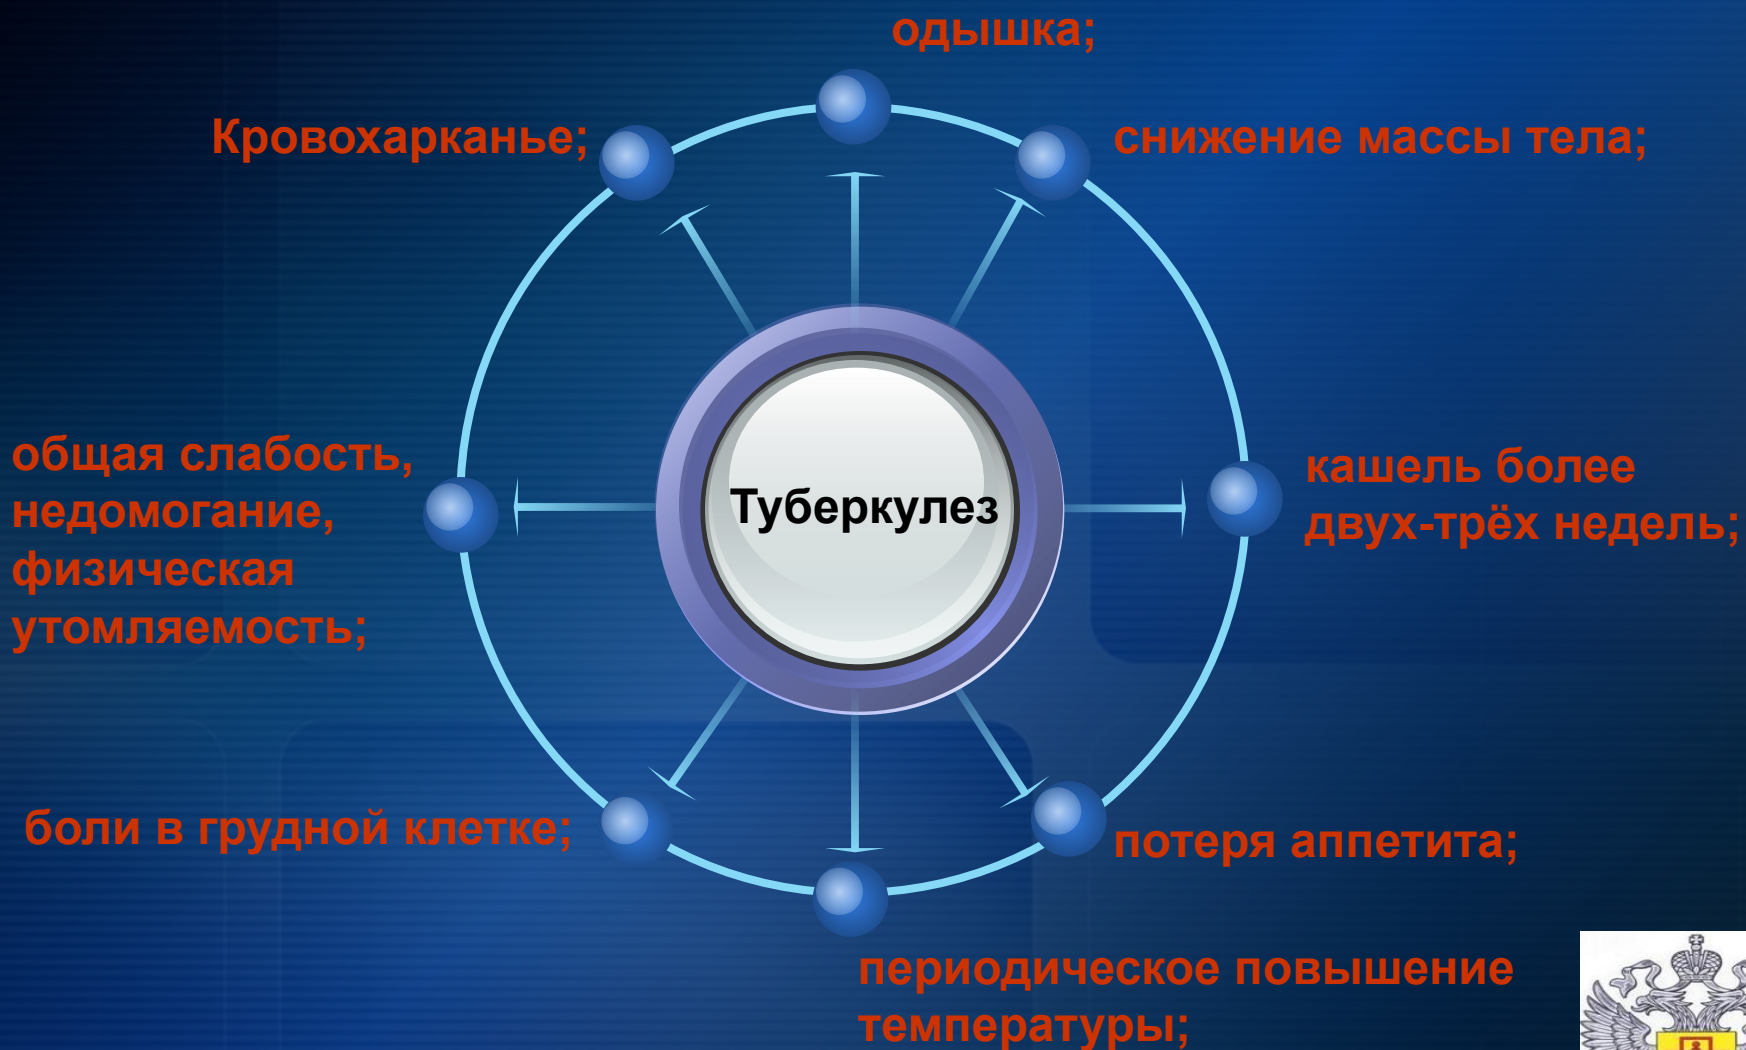 одышка;
Кровохарканье;
снижение массы тела;
общая слабость,
недомогание,
физическая
утомляемость;
Туберкулез
кашель более
двух-трёх недель;
боли в грудной клетке;
потеря аппетита;
периодическое повышение
температуры;